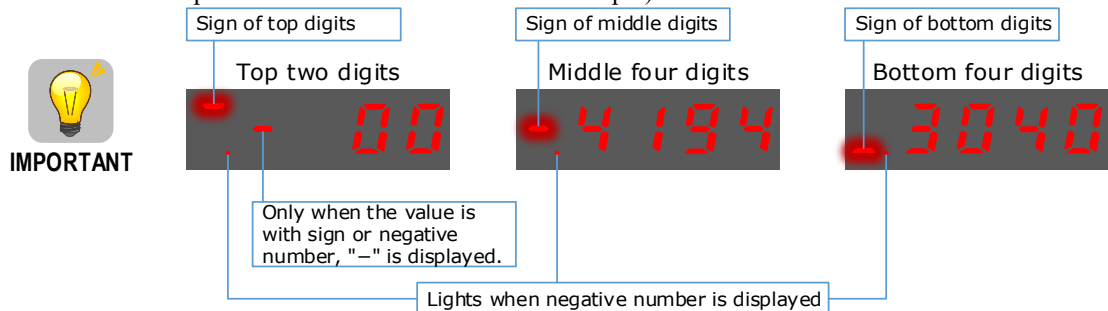 Sign of top digits
Sign of middle digits
Sign of bottom digits
Top two digits
Middle four digits
Bottom four digits
- 00
4194
3040
IMPORTANT
Only when the value is
with sign or negative
number, "−" is displayed.
Lights when negative number is displayed